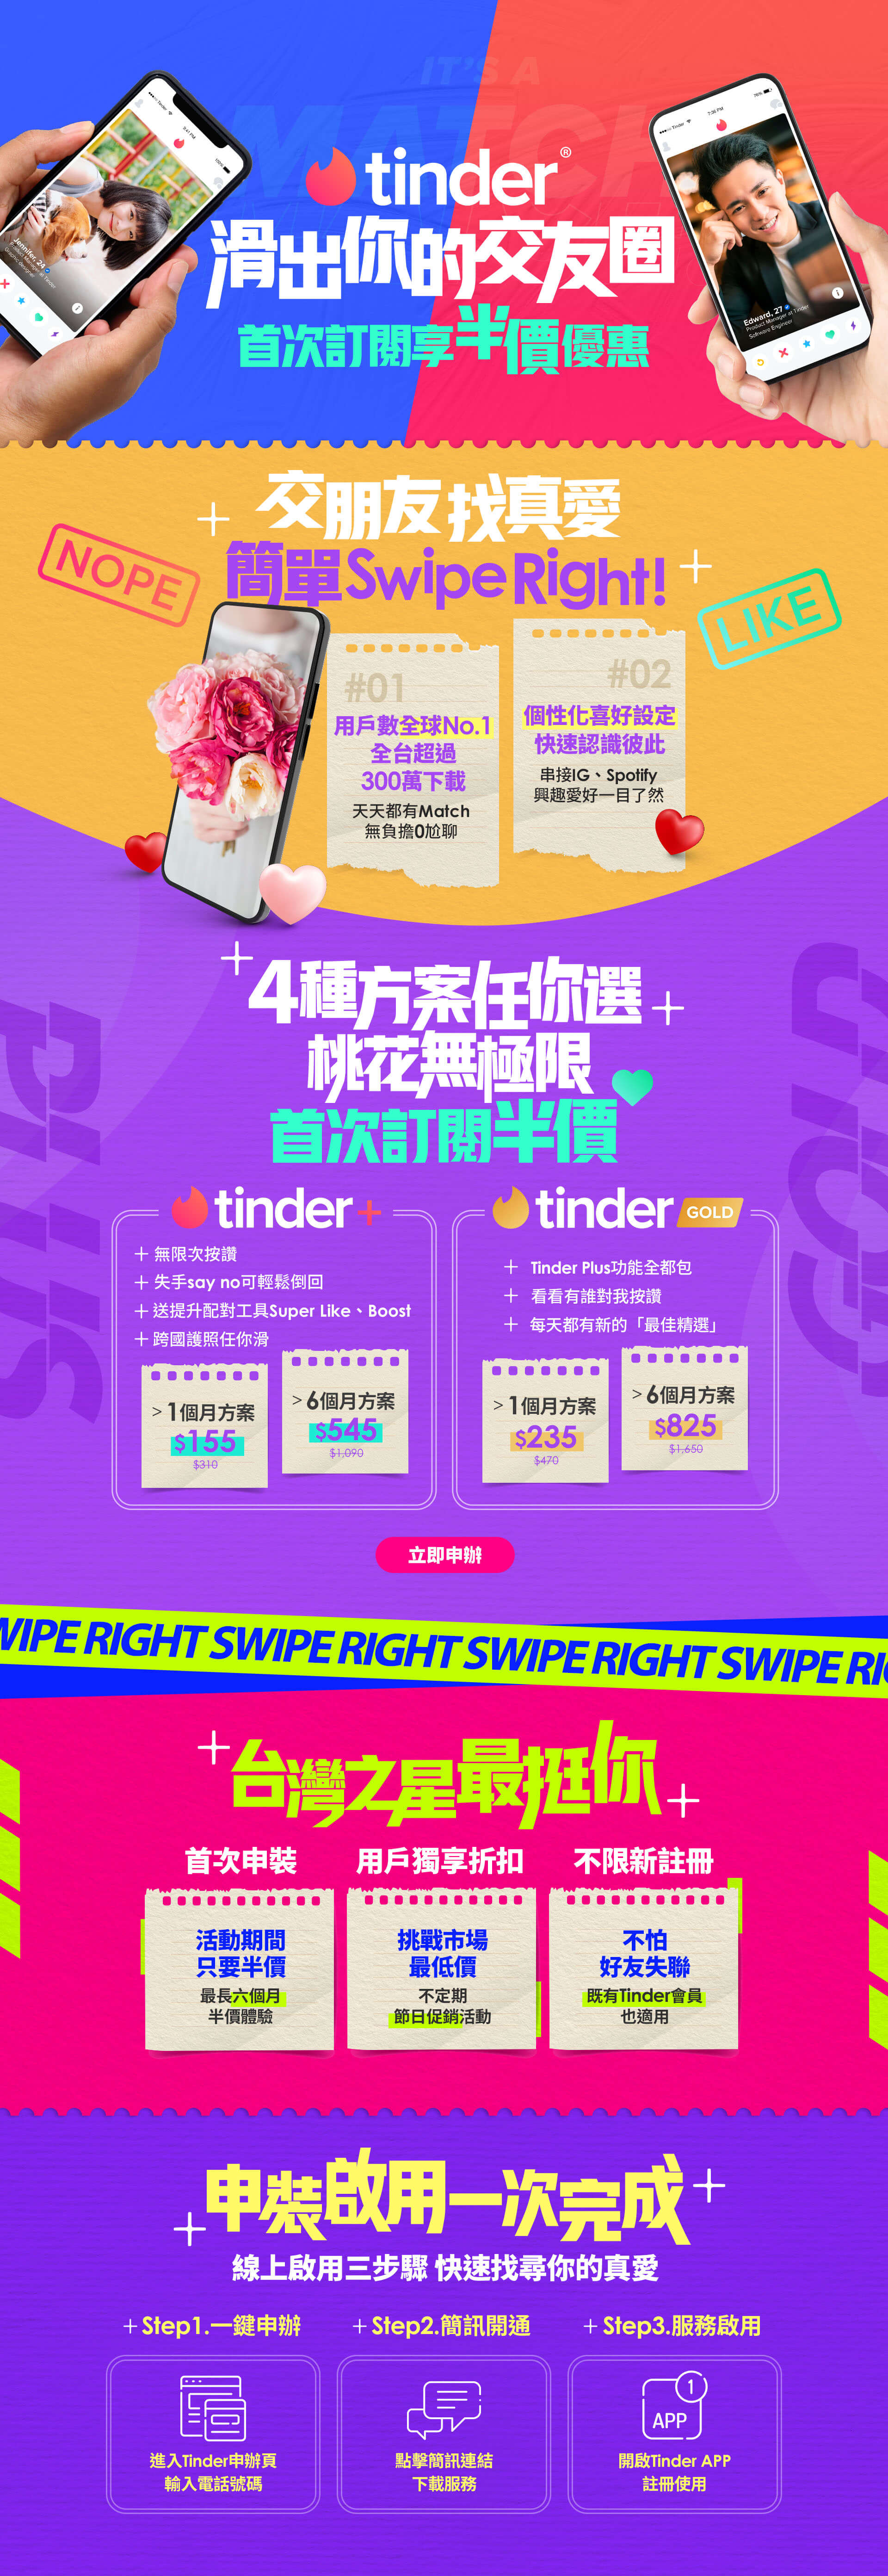 IT'S A
MATCH
tinder®
滑出你的交友圈
首次訂閱享半價優惠
Jennifer, 24
Edward, 27
Product Manager at Tinder
Software Engineer
交朋友找真愛
簡單Swipe Right!
NOPE
LIKE
#01
用戶數全球No.1
全台超過
300萬下載
天天都有Match
無負擔0尬聊
#02
個性化喜好設定
快速認識彼此
串接IG、Spotify
興趣愛好一目了然
4種方案任你選
桃花無極限
首次訂閱半價
PLUS
GOLD
tinder+
+ 無限次按讚
+ 失手say no可輕鬆倒回
+ 送提升配對工具Super Like、Boost
+ 跨國護照任你滑
> 1個月方案
$155
$310
> 6個月方案
$545
$1,090
tinder GOLD
+ Tinder Plus功能全都包
+ 看看有誰對我按讚
+ 每天都有新的「最佳精選」
> 1個月方案
$235
$470
> 6個月方案
$825
$1,650
立即申辦
WIPE RIGHT SWIPE RIGHT SWIPE RIGHT SWIPE RIG
台灣之星最挺你
首次申裝
活動期間
只要半價
最長六個月
半價體驗
用戶獨享折扣
挑戰市場
最低價
不定期
節日促銷活動
不限新註冊
不怕
好友失聯
既有Tinder會員
也適用
申裝啟用一次完成
線上啟用三步驟 快速找尋你的真愛
+ Step1.一鍵申辦
進入Tinder申辦頁
輸入電話號碼
+ Step2.簡訊開通
點擊簡訊連結
下載服務
+ Step3.服務啟用
1
APP
開啟Tinder APP
註冊使用